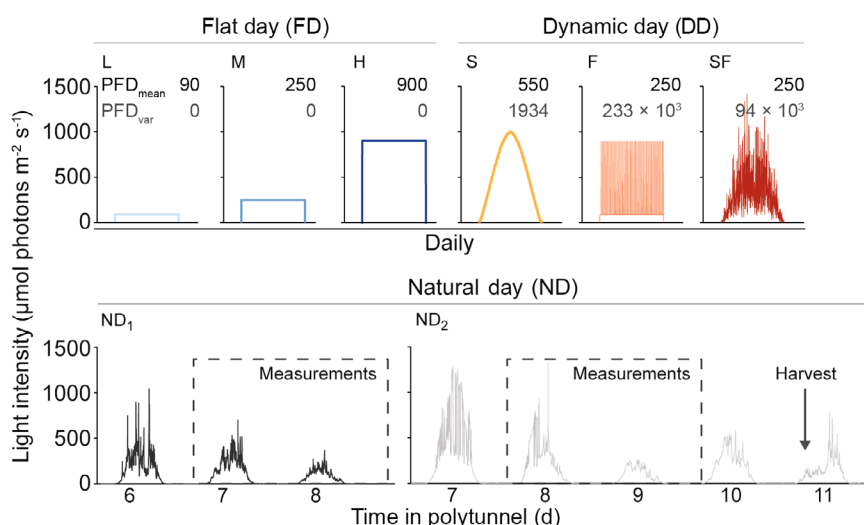 Flat day (FD)
Dynamic day (DD)
L
M
H
S
F
SF
PFDmean 90
250
900
550
250
250
PFDvar 0
0
0
1934
233 × 10³
94 × 10³
1500
1000
500
0
Daily
Light intensity (µmol photons m⁻² s⁻¹)
Natural day (ND)
ND₁
ND₂
1500
1000
500
0
Measurements
Measurements
Harvest
6
7
8
7
8
9
10
11
Time in polytunnel (d)